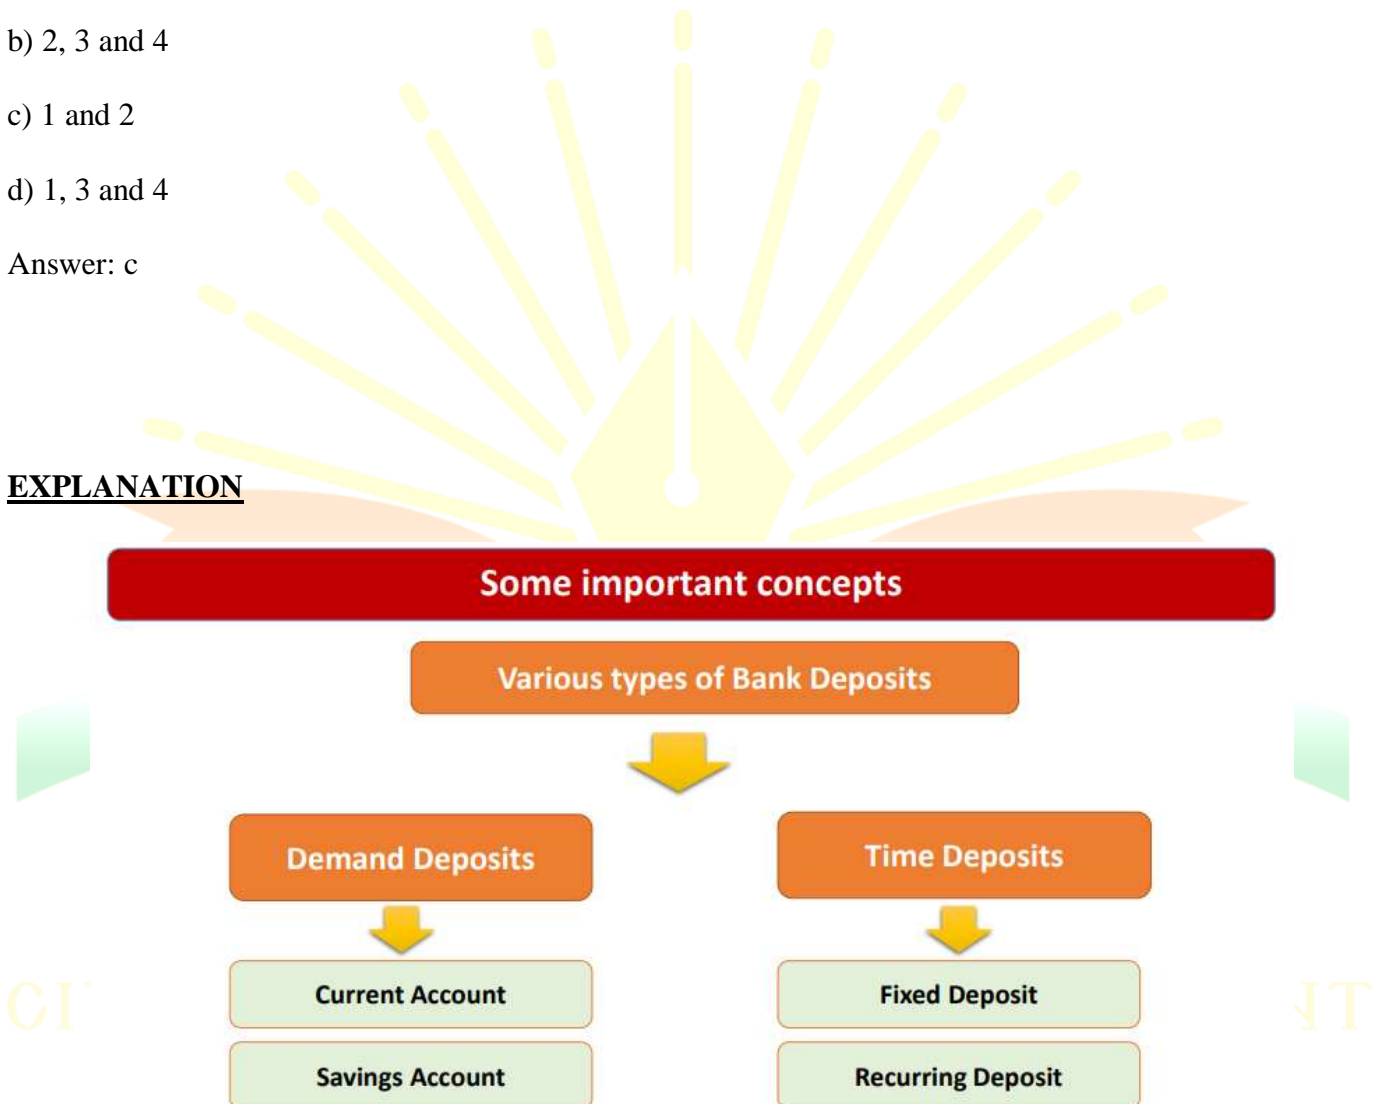 b) 2, 3 and 4
c) 1 and 2
d) 1, 3 and 4
Answer: c
EXPLANATION
Some important concepts
Various types of Bank Deposits
Demand Deposits
Time Deposits
Current Account
Fixed Deposit
Savings Account
Recurring Deposit